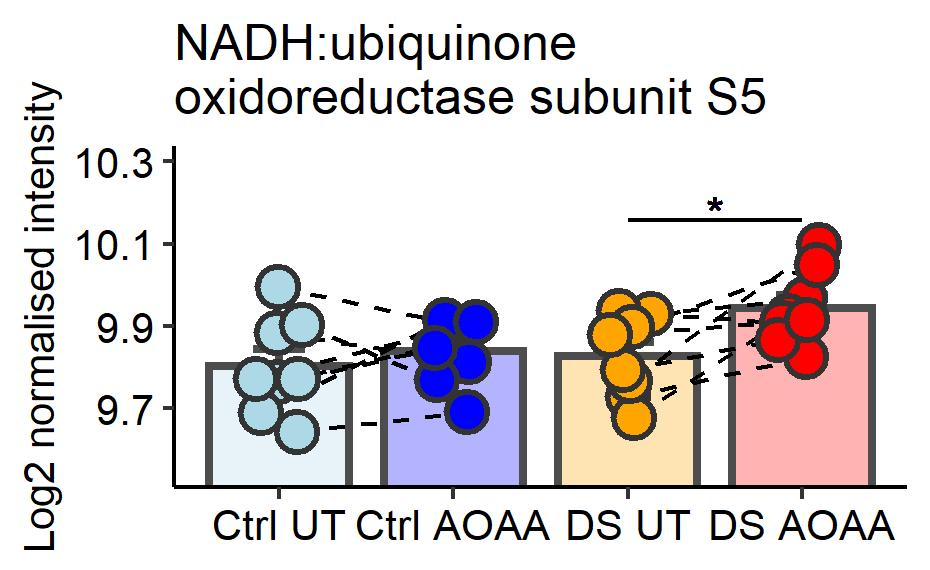 NADH:ubiquinone
oxidoreductase subunit S5
Log2 normalised intensity
10.3
10.1
9.9
9.7
*
Ctrl UT Ctrl AOAA DS UT DS AOAA